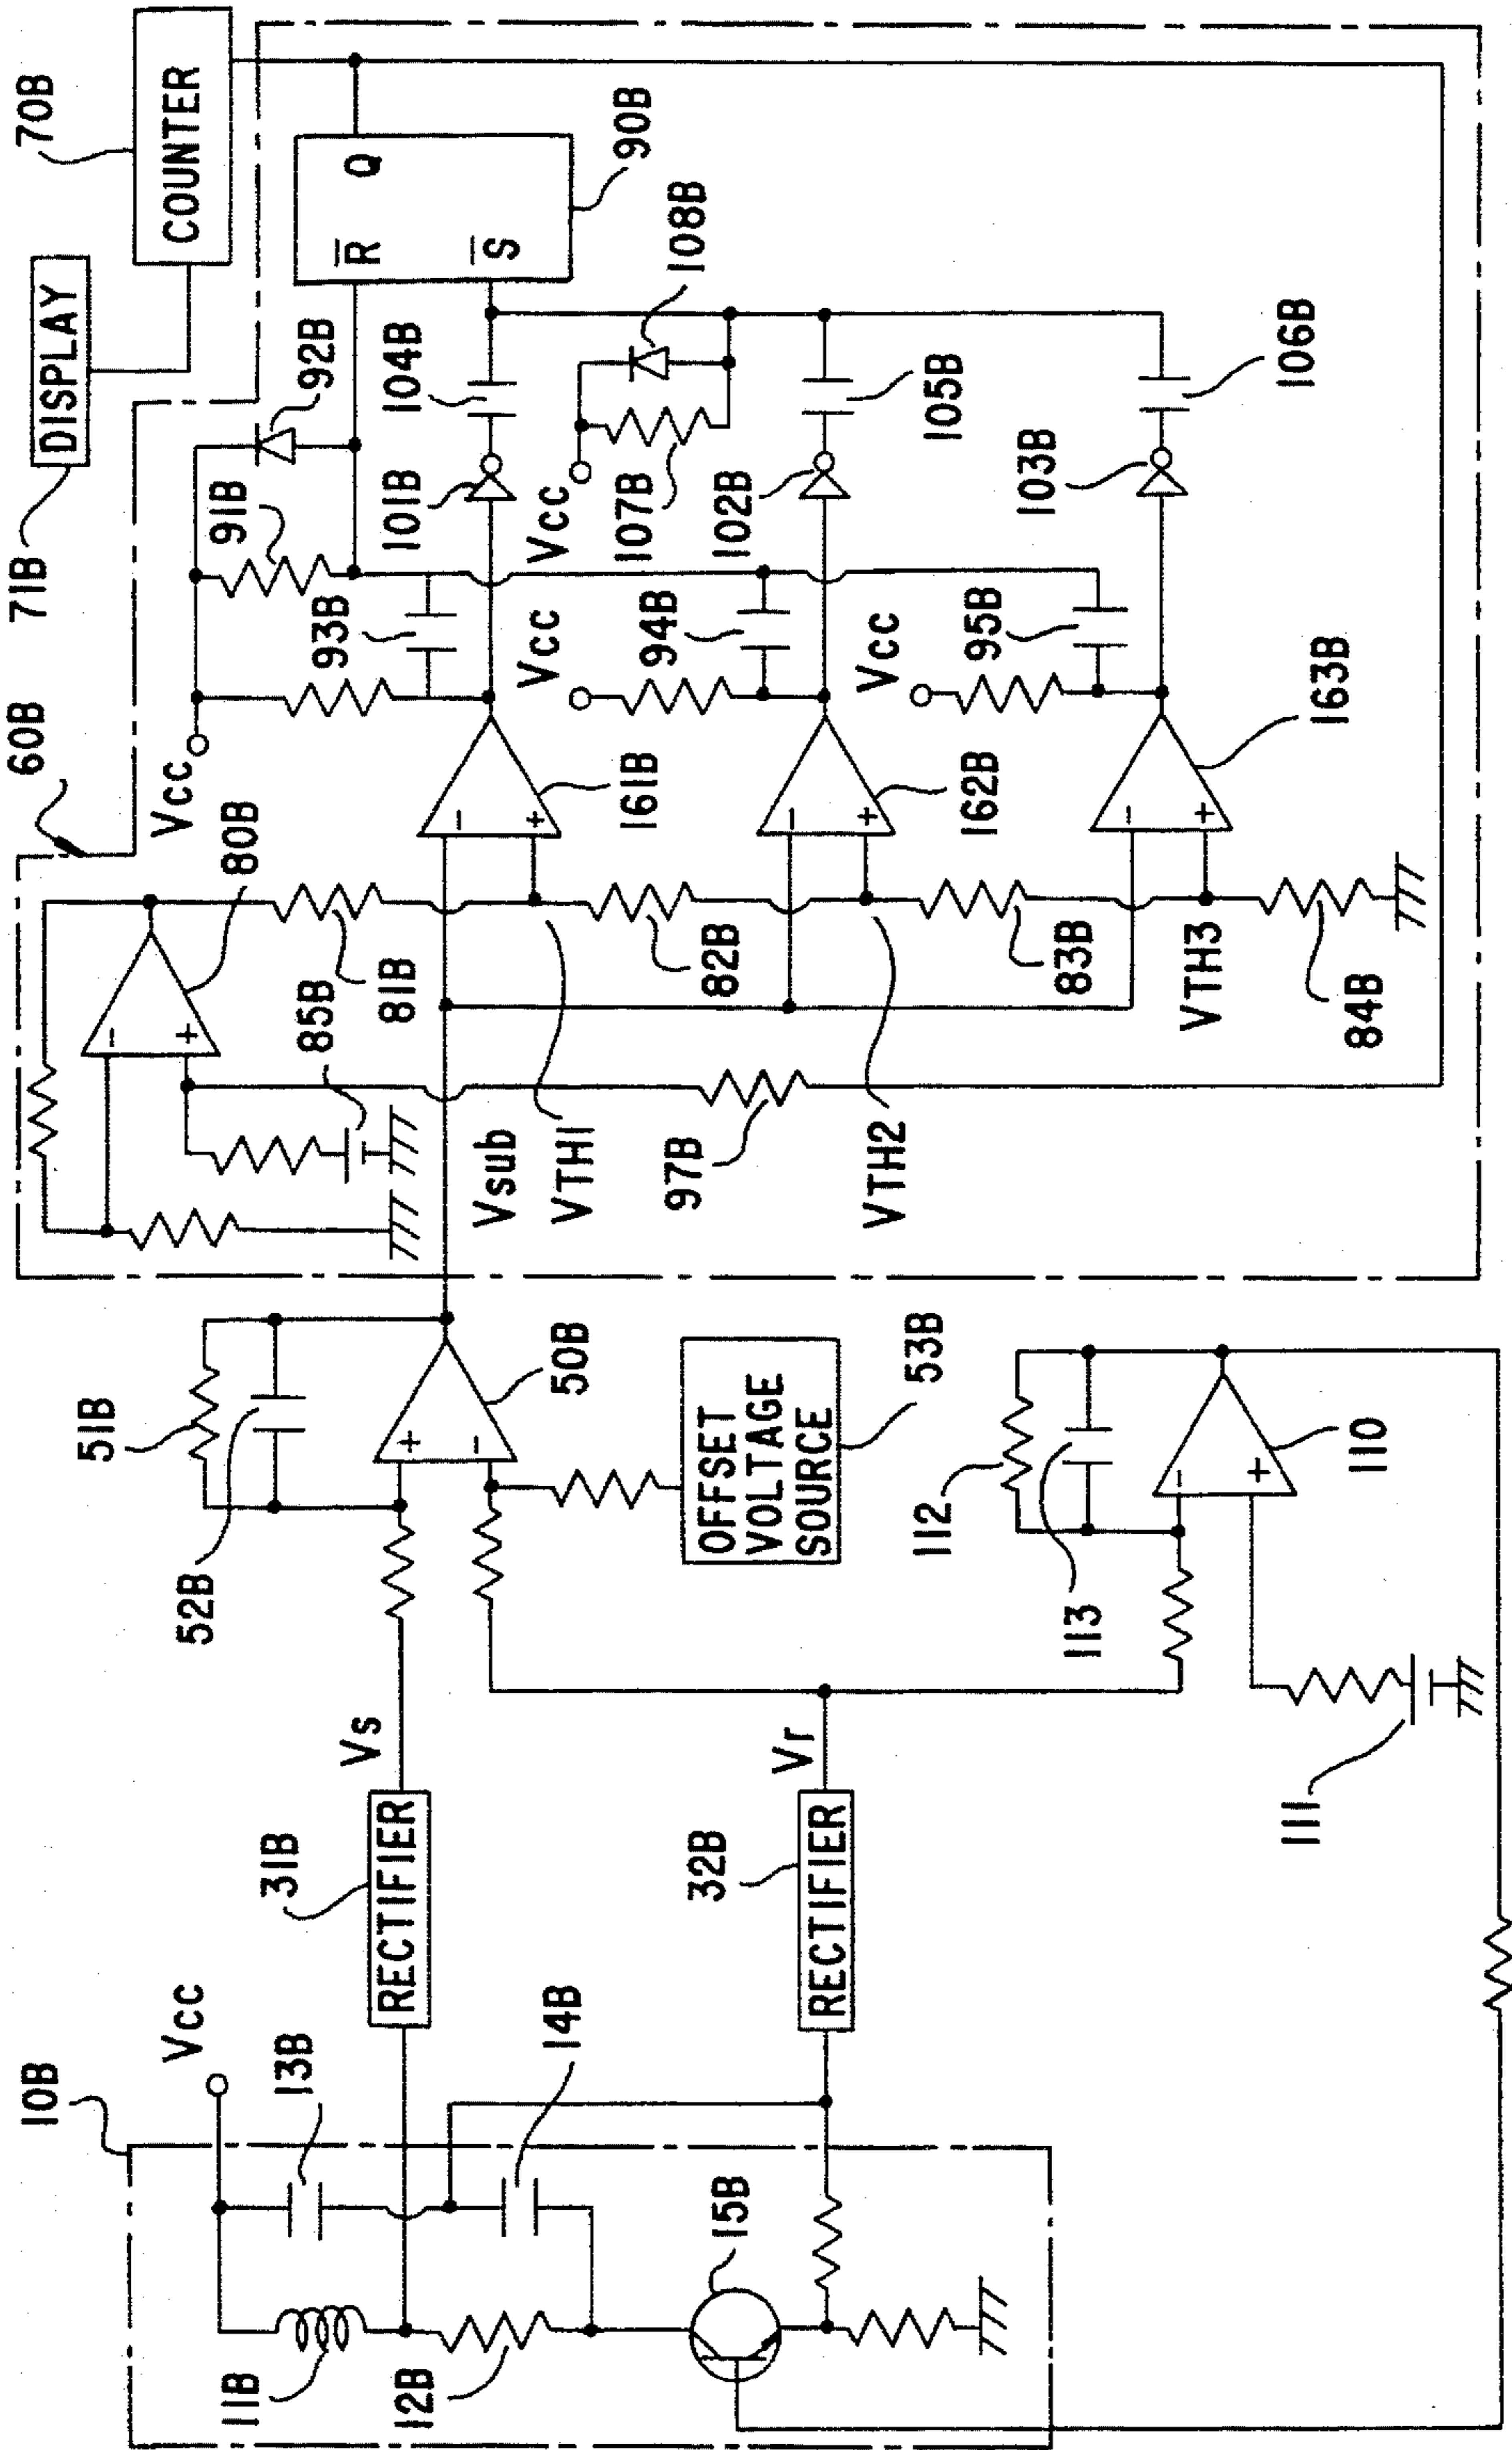 10B
Vcc
13B
11B
12B
14B
15B
31B
RECTIFIER
Vs
32B
RECTIFIER
Vr
51B
52B
+
−
50B
OFFSET
VOLTAGE
SOURCE
53B
112
113
−
+
110
111
60B
−
+
80B
85B
81B
Vsub
VTH1
97B
VTH2
82B
83B
VTH3
84B
Vcc
−
+
161B
−
+
162B
−
+
163B
91B
92B
93B
Vcc
94B
Vcc
95B
101B
104B
Vcc
107B
108B
102B
105B
103B
106B
R
S
Q
90B
71B
DISPLAY
70B
COUNTER